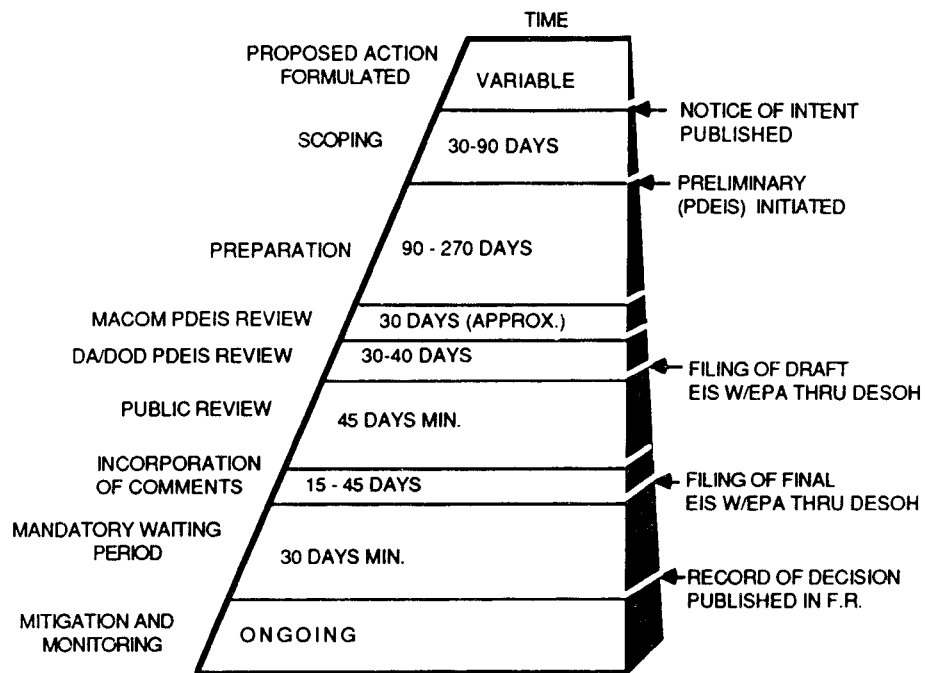 TIME
PROPOSED ACTION
FORMULATED
VARIABLE
NOTICE OF INTENT
PUBLISHED
SCOPING
30-90 DAYS
PRELIMINARY
(PDEIS) INITIATED
PREPARATION
90 - 270 DAYS
MACOM PDEIS REVIEW
30 DAYS (APPROX.)
DA/DOD PDEIS REVIEW
30-40 DAYS
FILING OF DRAFT
EIS W/EPA THRU DESOH
PUBLIC REVIEW
45 DAYS MIN.
INCORPORATION
OF COMMENTS
15 - 45 DAYS
FILING OF FINAL
EIS W/EPA THRU DESOH
MANDATORY WAITING
PERIOD
30 DAYS MIN.
RECORD OF DECISION
PUBLISHED IN F.R.
MITIGATION AND
MONITORING
ONGOING